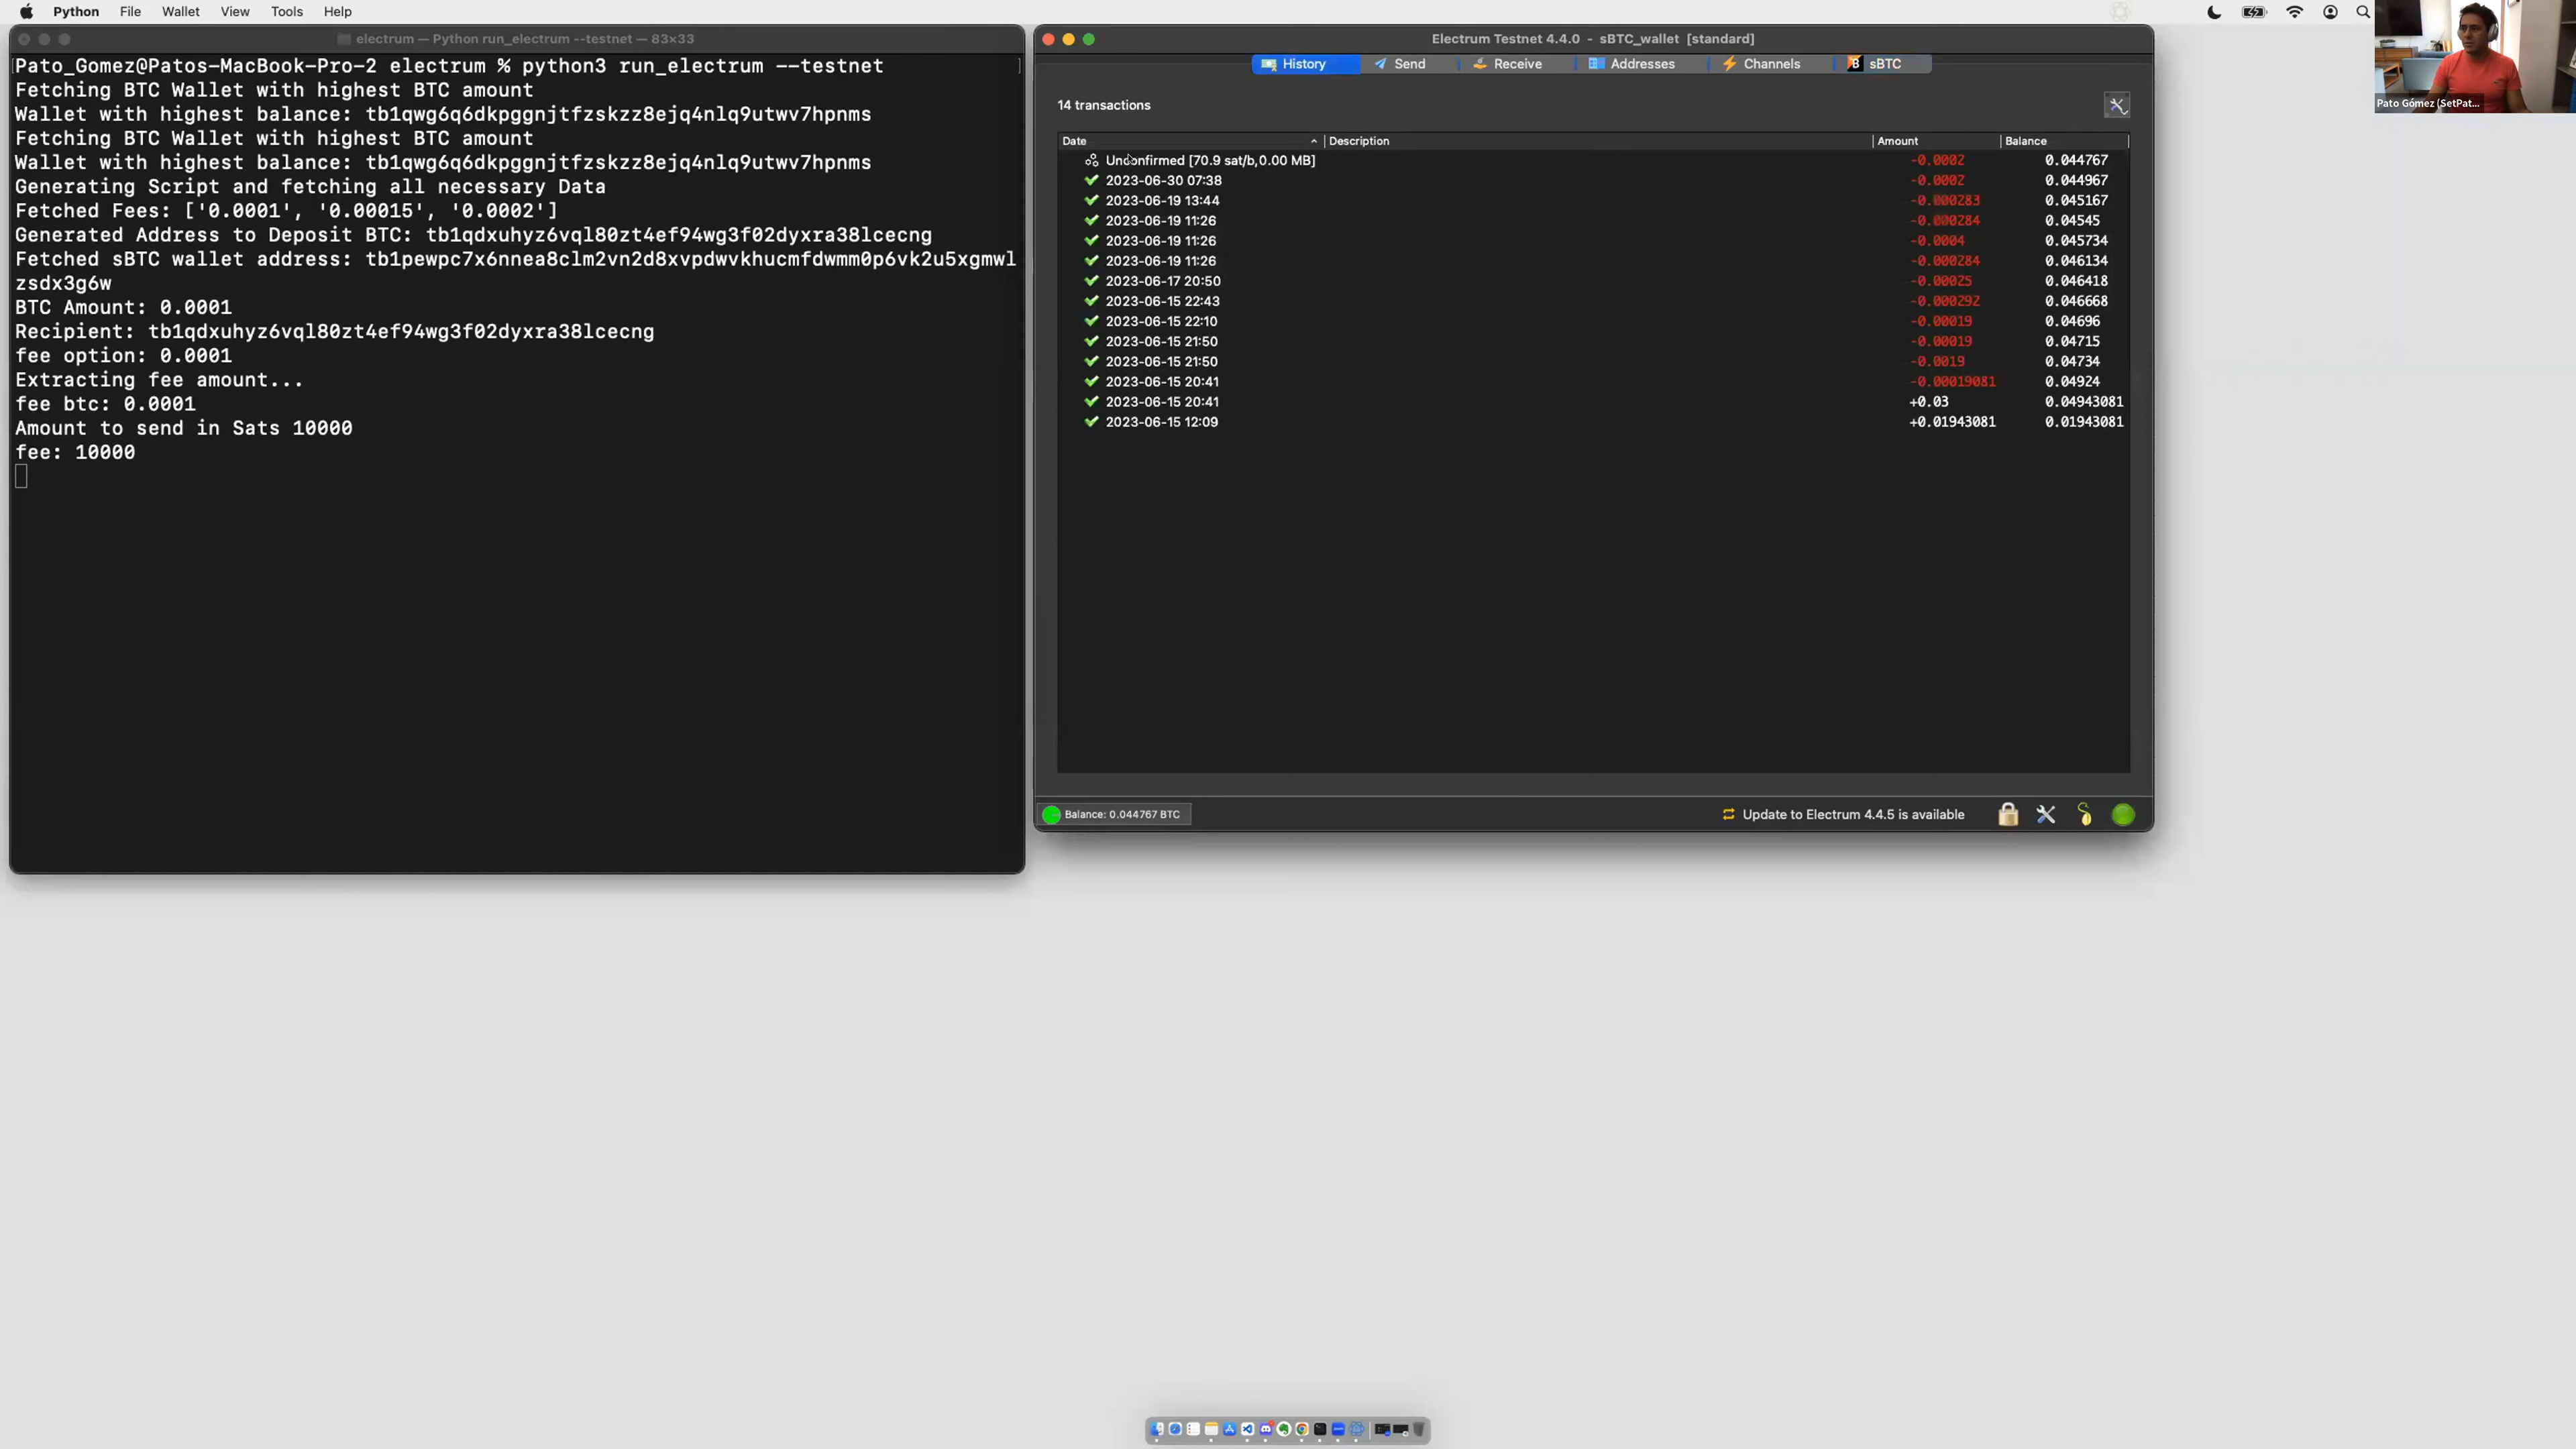 Python File Wallet View Tools Help
electrum — Python run_electrum --testnet — 83×33
Pato_Gomez@Patos-MacBook-Pro-2 electrum % python3 run_electrum --testnet
Fetching BTC Wallet with highest BTC amount
Wallet with highest balance: tb1qwg6q6dkpggnjtfzskzz8ejq4nlq9utwv7hpnms
Fetching BTC Wallet with highest BTC amount
Wallet with highest balance: tb1qwg6q6dkpggnjtfzskzz8ejq4nlq9utwv7hpnms
Generating Script and fetching all necessary Data
Fetched Fees: ['0.0001', '0.00015', '0.0002']
Generated Address to Deposit BTC: tb1qdxuhyz6vql80zt4ef94wg3f02dyxra38lcecng
Fetched sBTC wallet address: tb1pewpc7x6nnea8clm2vn2d8xvpdwvkhucmfdwmm0p6vk2u5xgmwl
zsdx3g6w
BTC Amount: 0.0001
Recipient: tb1qdxuhyz6vql80zt4ef94wg3f02dyxra38lcecng
fee option: 0.0001
Extracting fee amount...
fee btc: 0.0001
Amount to send in Sats 10000
fee: 10000
Electrum Testnet 4.4.0 - sBTC_wallet [standard]
History Send Receive Addresses Channels sBTC
14 transactions
Date Description Amount Balance
Unconfirmed [70.9 sat/b,0.00 MB] -0.0002 0.044767
2023-06-30 07:38 -0.0002 0.044967
2023-06-19 13:44 -0.000283 0.045167
2023-06-19 11:26 -0.000284 0.04545
2023-06-19 11:26 -0.0004 0.045734
2023-06-19 11:26 -0.000284 0.046134
2023-06-17 20:50 -0.00025 0.046418
2023-06-15 22:43 -0.000292 0.046668
2023-06-15 22:10 -0.00019 0.04696
2023-06-15 21:50 -0.00019 0.04715
2023-06-15 21:50 -0.0019 0.04734
2023-06-15 20:41 -0.00019081 0.04924
2023-06-15 20:41 +0.03 0.04943081
2023-06-15 12:09 +0.01943081 0.01943081
Balance: 0.044767 BTC
Update to Electrum 4.4.5 is available
Pato Gómez (SetPat...